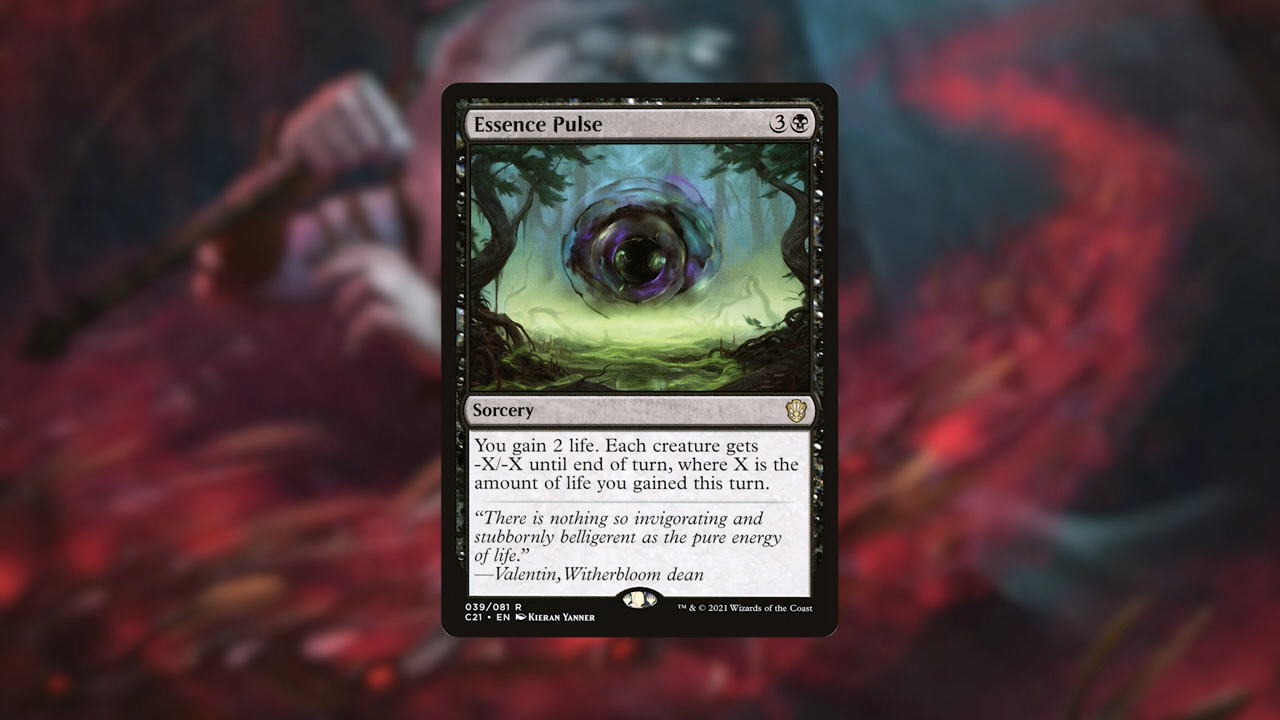 Essence Pulse 3
Sorcery
You gain 2 life. Each creature gets
-X/-X until end of turn, where X is the
amount of life you gained this turn.
“There is nothing so invigorating and
stubbornly belligerent as the pure energy
of life.”
—Valentin, Witherbloom dean
039/081 R
C21 • EN Kieran Yanner
™ & © 2021 Wizards of the Coast